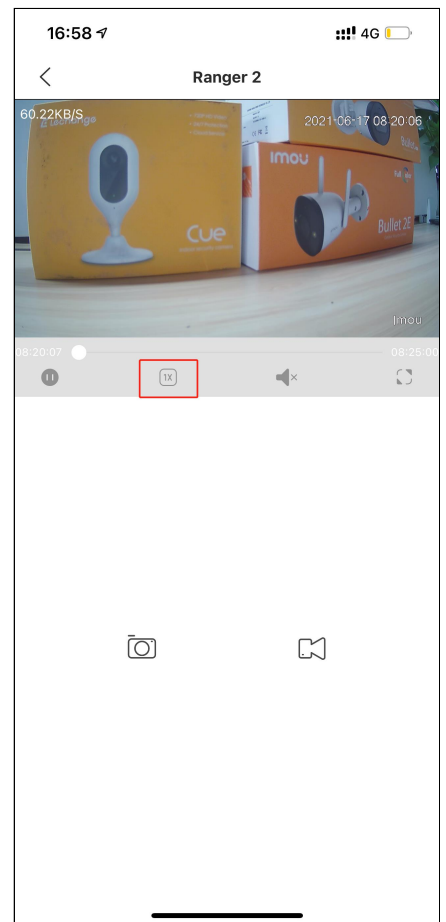 16:58
4G
Ranger 2
60.22KB/S
2021-06-17 08:20:06
lechange
imou
Cue
Bullet 2E
imou
08:20:07
08:25:00
1X